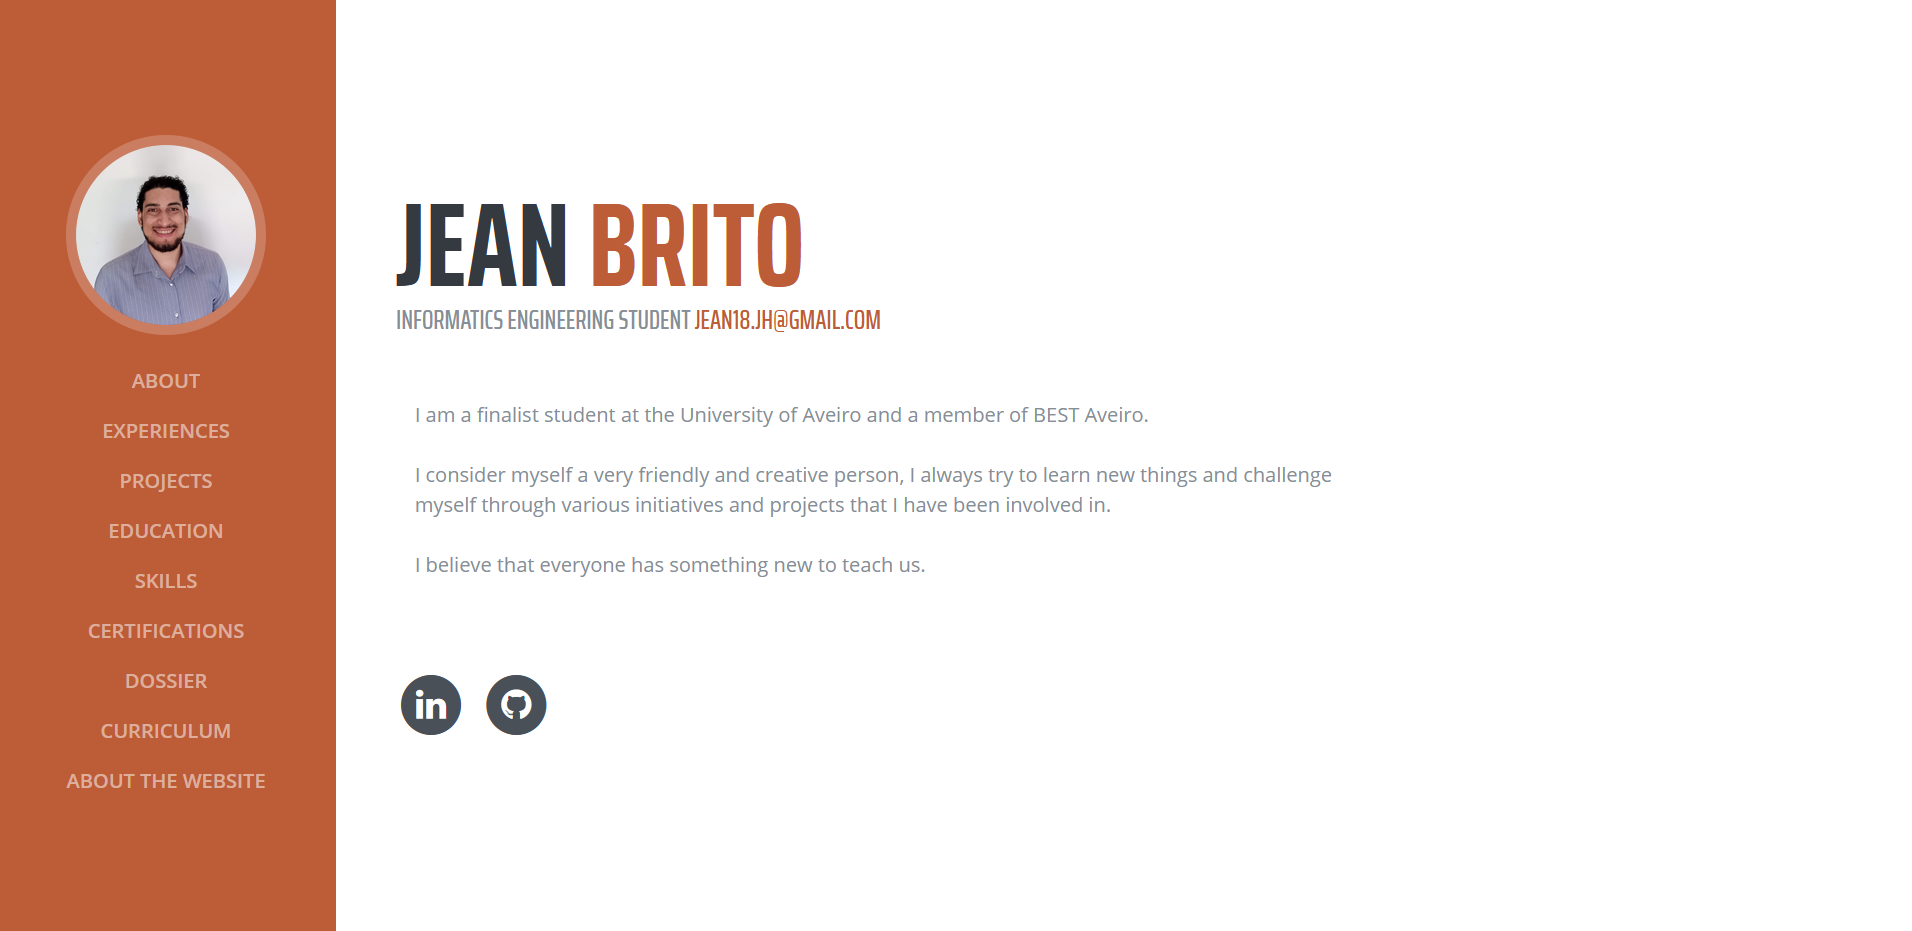 ABOUT
EXPERIENCES
PROJECTS
EDUCATION
SKILLS
CERTIFICATIONS
DOSSIER
CURRICULUM
ABOUT THE WEBSITE
JEAN BRITO
INFORMATICS ENGINEERING STUDENT JEAN18.JH@GMAIL.COM
I am a finalist student at the University of Aveiro and a member of BEST Aveiro.
I consider myself a very friendly and creative person, I always try to learn new things and challenge
myself through various initiatives and projects that I have been involved in.
I believe that everyone has something new to teach us.
in